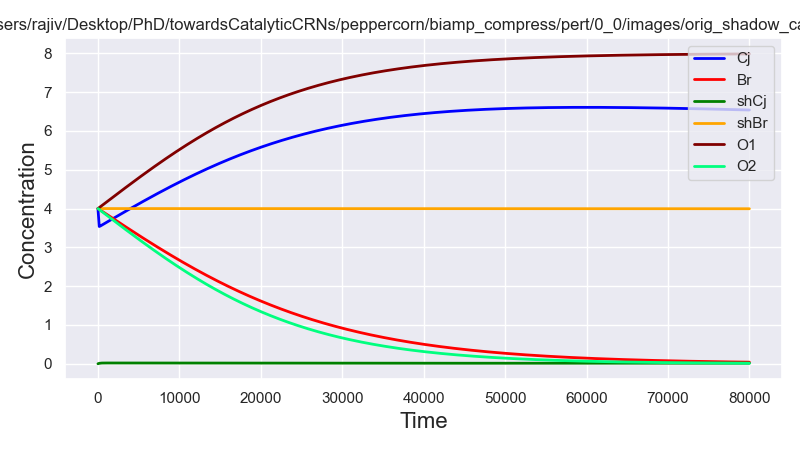 sers/rajiv/Desktop/PhD/towardsCatalyticCRNs/peppercorn/biamp_compress/pert/0_0/images/orig_shadow_ca
8
7
6
5
4
3
2
1
0
Concentration
Cj
Br
shCj
shBr
O1
O2
0 10000 20000 30000 40000 50000 60000 70000 80000
Time